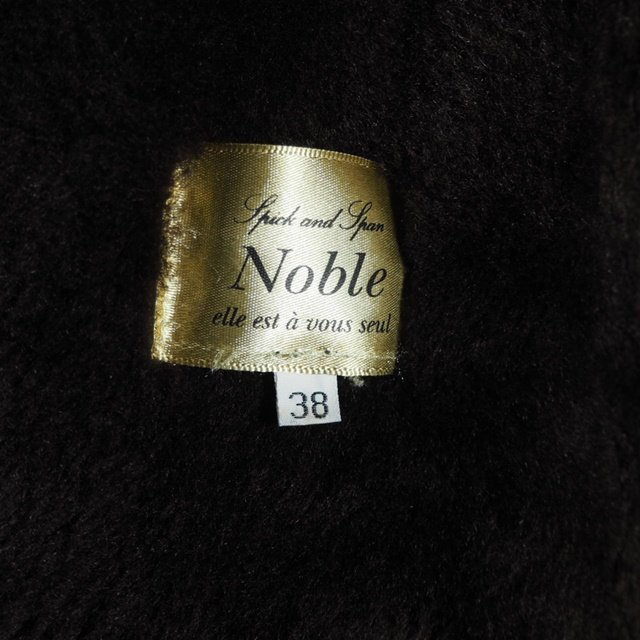 Spick and Span
Noble
elle est à vous seul
38